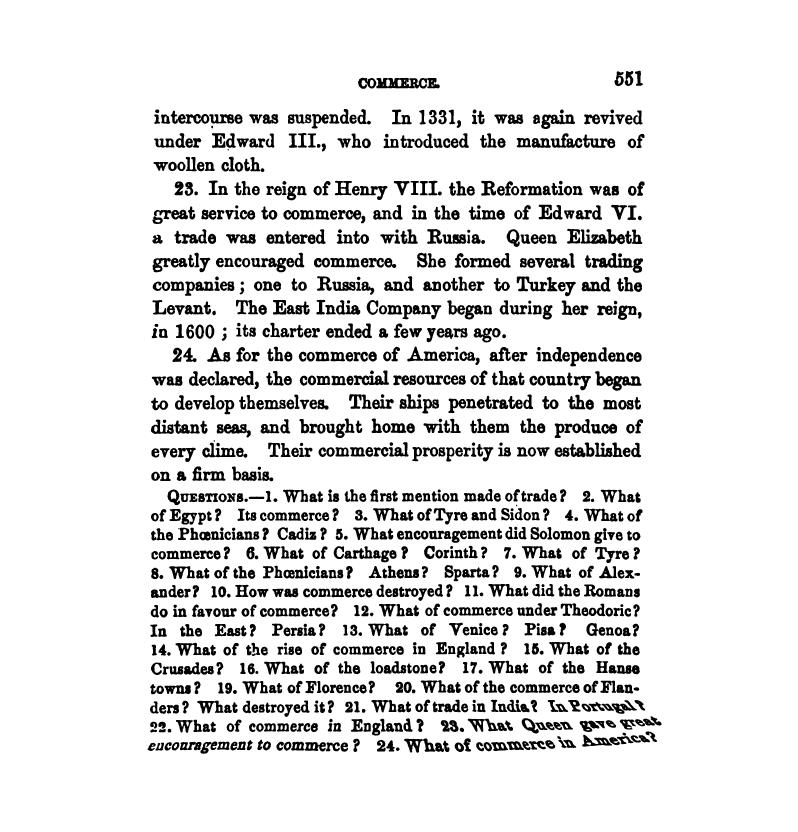 COMMERCE. 551
intercourse was suspended. In 1331, it was again revived
under Edward III., who introduced the manufacture of
woollen cloth.
23. In the reign of Henry VIII. the Reformation was of
great service to commerce, and in the time of Edward VI.
a trade was entered into with Russia. Queen Elizabeth
greatly encouraged commerce. She formed several trading
companies; one to Russia, and another to Turkey and the
Levant. The East India Company began during her reign,
in 1600; its charter ended a few years ago.
24. As for the commerce of America, after independence
was declared, the commercial resources of that country began
to develop themselves. Their ships penetrated to the most
distant seas, and brought home with them the produce of
every clime. Their commercial prosperity is now established
on a firm basis.
QUESTIONS.—1. What is the first mention made of trade? 2. What
of Egypt? Its commerce? 3. What of Tyre and Sidon? 4. What of
the Phœnicians? Cadiz? 5. What encouragement did Solomon give to
commerce? 6. What of Carthage? Corinth? 7. What of Tyre?
8. What of the Phœnicians? Athens? Sparta? 9. What of Alex-
ander? 10. How was commerce destroyed? 11. What did the Romans
do in favour of commerce? 12. What of commerce under Theodoric?
In the East? Persia? 13. What of Venice? Pisa? Genoa?
14. What of the rise of commerce in England? 15. What of the
Crusades? 16. What of the loadstone? 17. What of the Hanse
towns? 19. What of Florence? 20. What of the commerce of Flan-
ders? What destroyed it? 21. What of trade in India? In Portugal?
22. What of commerce in England? 23. What Queen gave great
encouragement to commerce? 24. What of commerce in America?